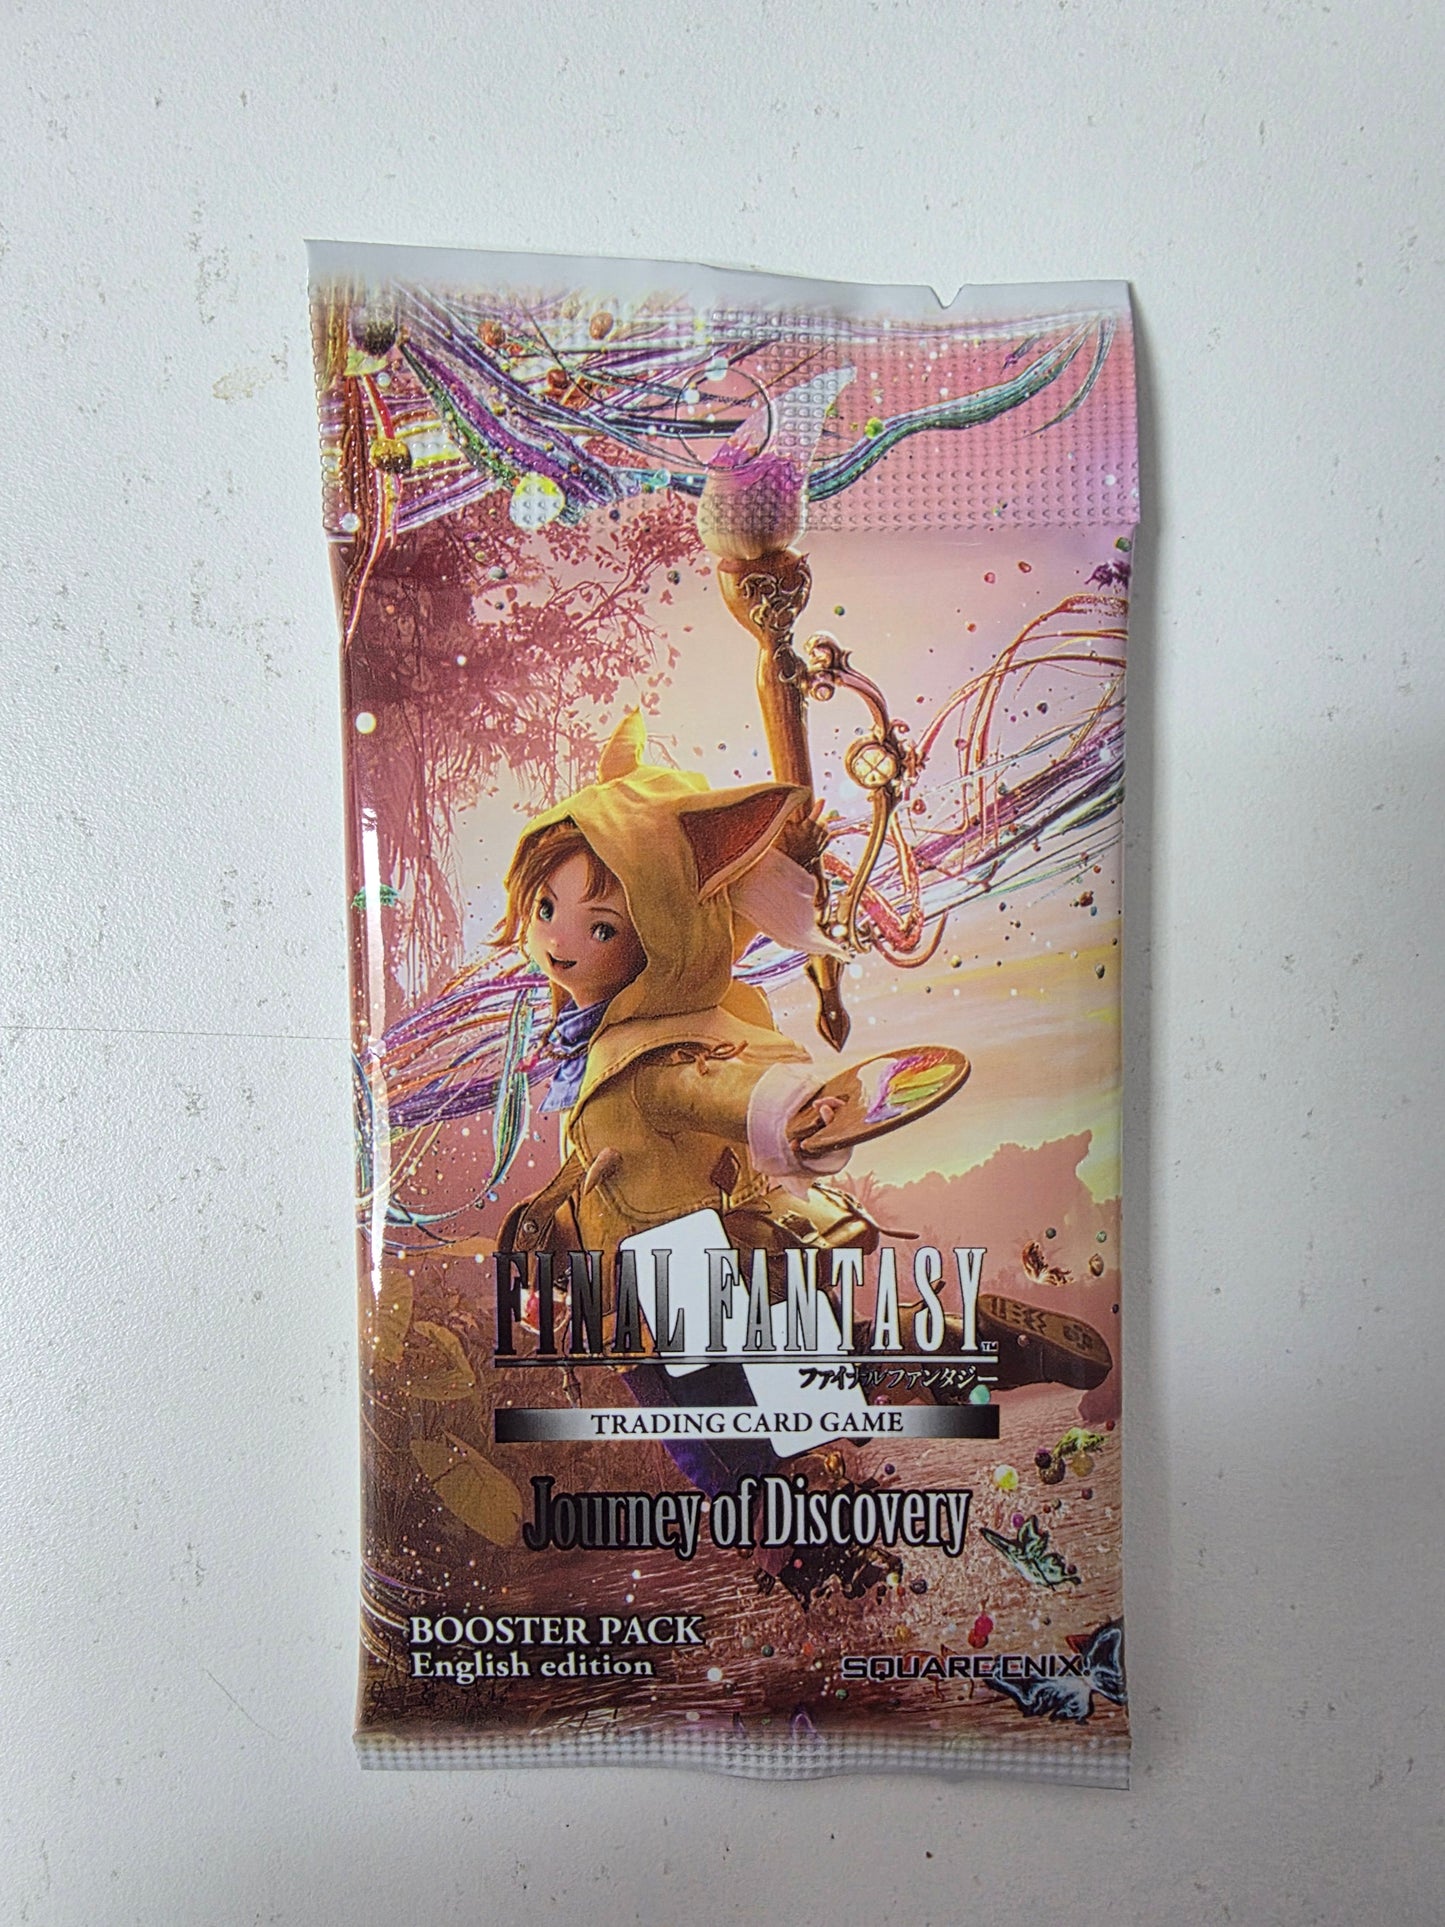 FINAL FANTASY™
ファイナルファンタジー
TRADING CARD GAME
Journey of Discovery
BOOSTER PACK
English edition
SQUARE ENIX